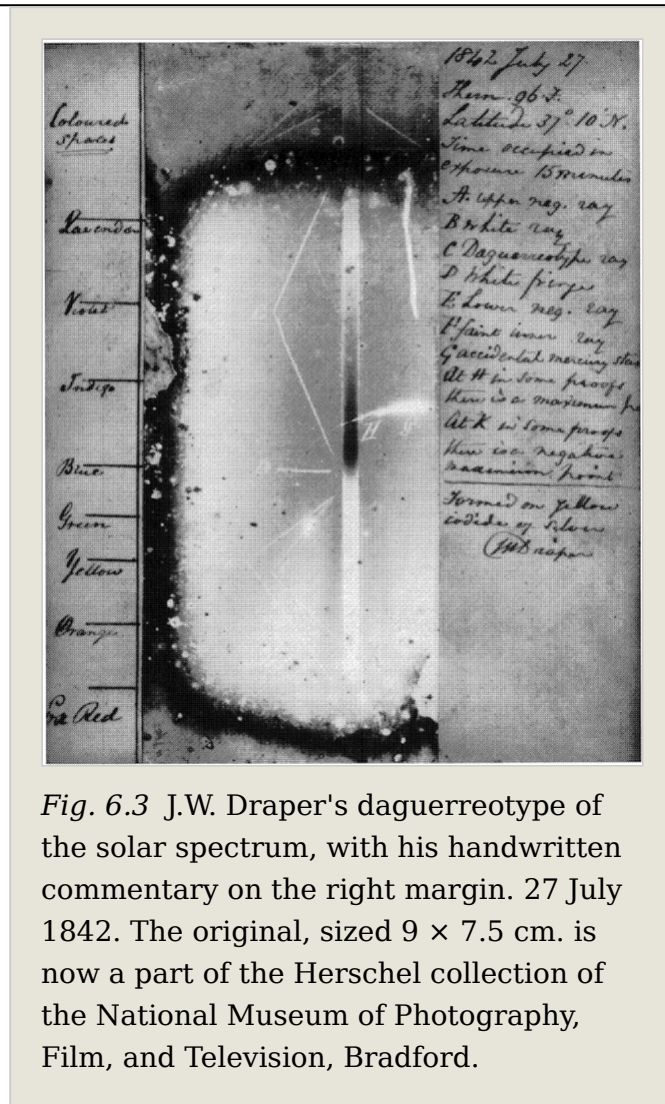 Coloured
Spaces
Lavender
Violet
Indigo
Blue
Green
Yellow
Orange
Red
1842 July 27.
Therm. 96 F.
Latitude 37° 10' N.
Time occupied in
exposure 15 minutes
A. upper neg. ray
B White ray
C Daguerreotype ray
D White fringe
E Lower neg. ray
F faint inner ray
G accidental mercury stain
At H in some proofs
there is a maximum
At K in some proofs
there is a negative
maximum point
Formed on yellow
iodide of silver
JWDraper
H
Fig. 6.3 J.W. Draper's daguerreotype of
the solar spectrum, with his handwritten
commentary on the right margin. 27 July
1842. The original, sized 9 × 7.5 cm. is
now a part of the Herschel collection of
the National Museum of Photography,
Film, and Television, Bradford.